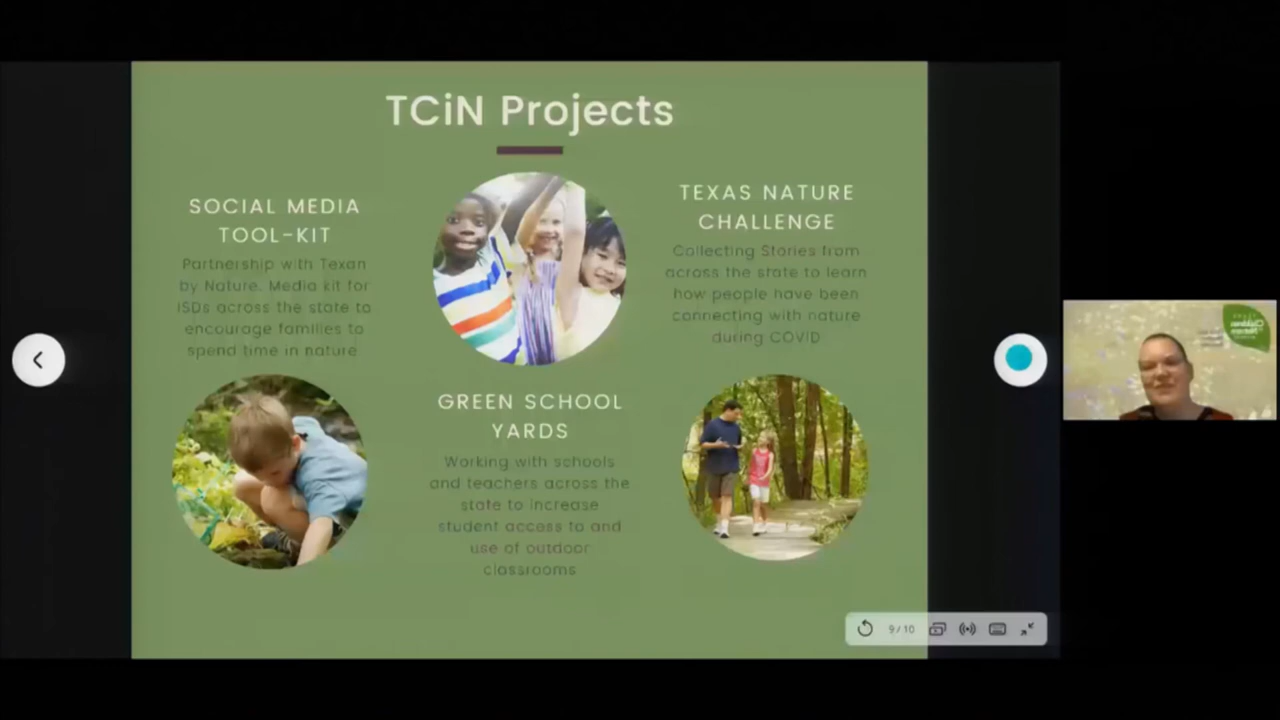 TCiN Projects
SOCIAL MEDIA
TOOL-KIT
Partnership with Texan
by Nature. Media kit for
ISDs across the state to
encourage families to
spend time in nature
TEXAS NATURE
CHALLENGE
Collecting Stories from
across the state to learn
how people have been
connecting with nature
during COVID
GREEN SCHOOL
YARDS
Working with schools
and teachers across the
state to increase
student access to and
use of outdoor
classrooms
9/10